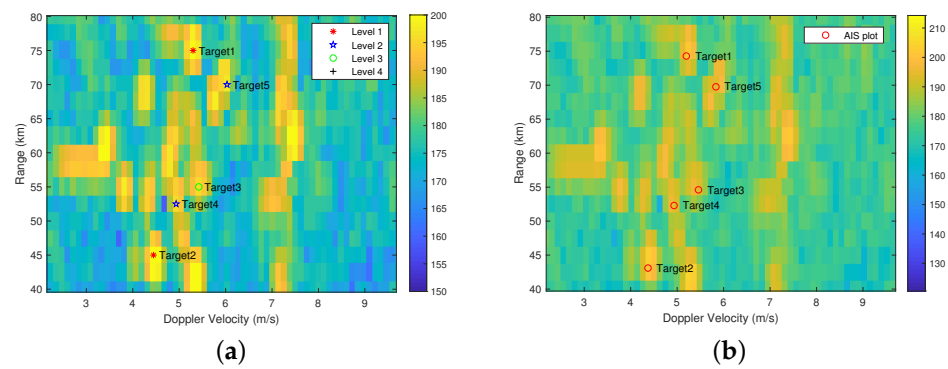 80
75
70
65
60
55
50
45
40
Range (km)
3 4 5 6 7 8 9
Doppler Velocity (m/s)
Target1
Target5
Target3
Target4
Target2
Level 1
Level 2
Level 3
Level 4
200
195
190
185
180
175
170
165
160
155
150
(a)
80
75
70
65
60
55
50
45
40
Range (km)
3 4 5 6 7 8 9
Doppler Velocity (m/s)
Target1
Target5
Target3
Target4
Target2
AIS plot
210
200
190
180
170
160
150
140
130
(b)